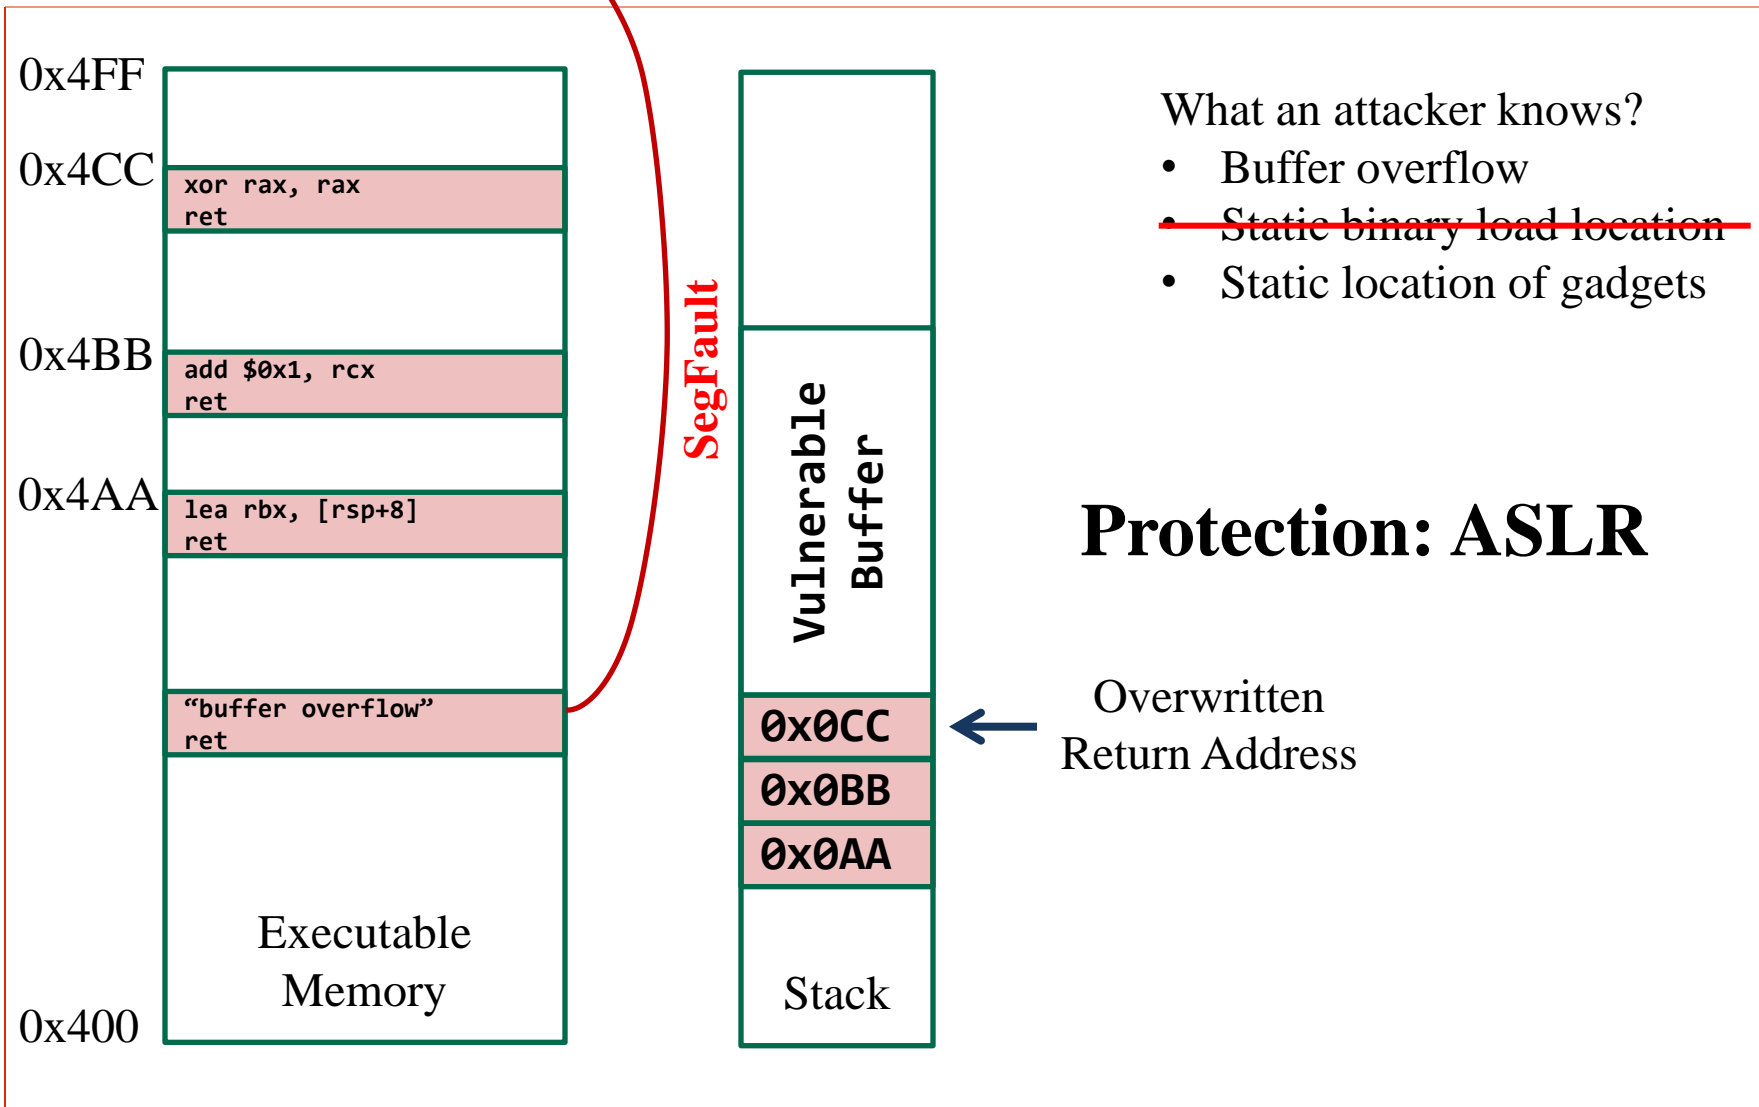 0x4FF
0x4CC
xor rax, rax
ret
0x4BB
add $0x1, rcx
ret
0x4AA
lea rbx, [rsp+8]
ret
“buffer overflow”
ret
Executable
Memory
0x400
SegFault
Vulnerable
Buffer
0x0CC
0x0BB
0x0AA
Stack
What an attacker knows?
• Buffer overflow
• Static binary load location
• Static location of gadgets
Protection: ASLR
Overwritten
Return Address